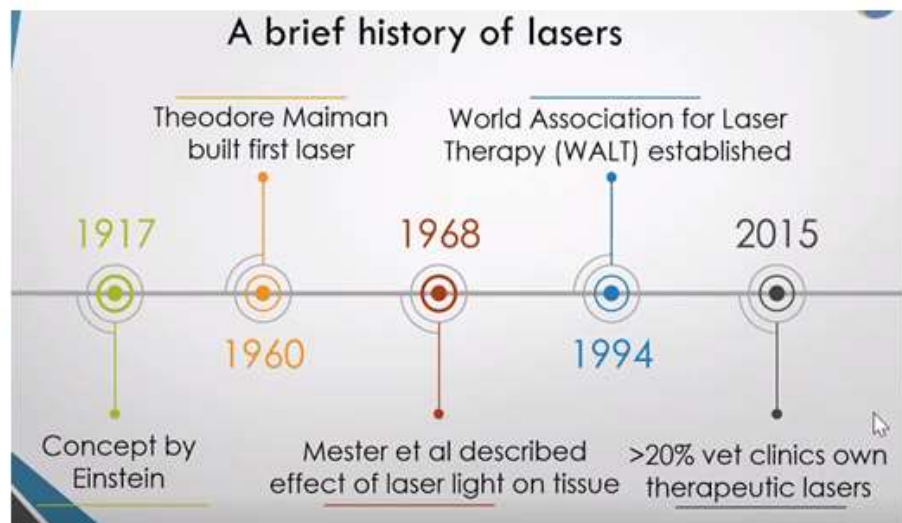 A brief history of lasers
Theodore Maiman
built first laser
World Association for Laser
Therapy (WALT) established
1917
1968
2015
1960
1994
Concept by
Einstein
Mester et al described
effect of laser light on tissue
>20% vet clinics own
therapeutic lasers